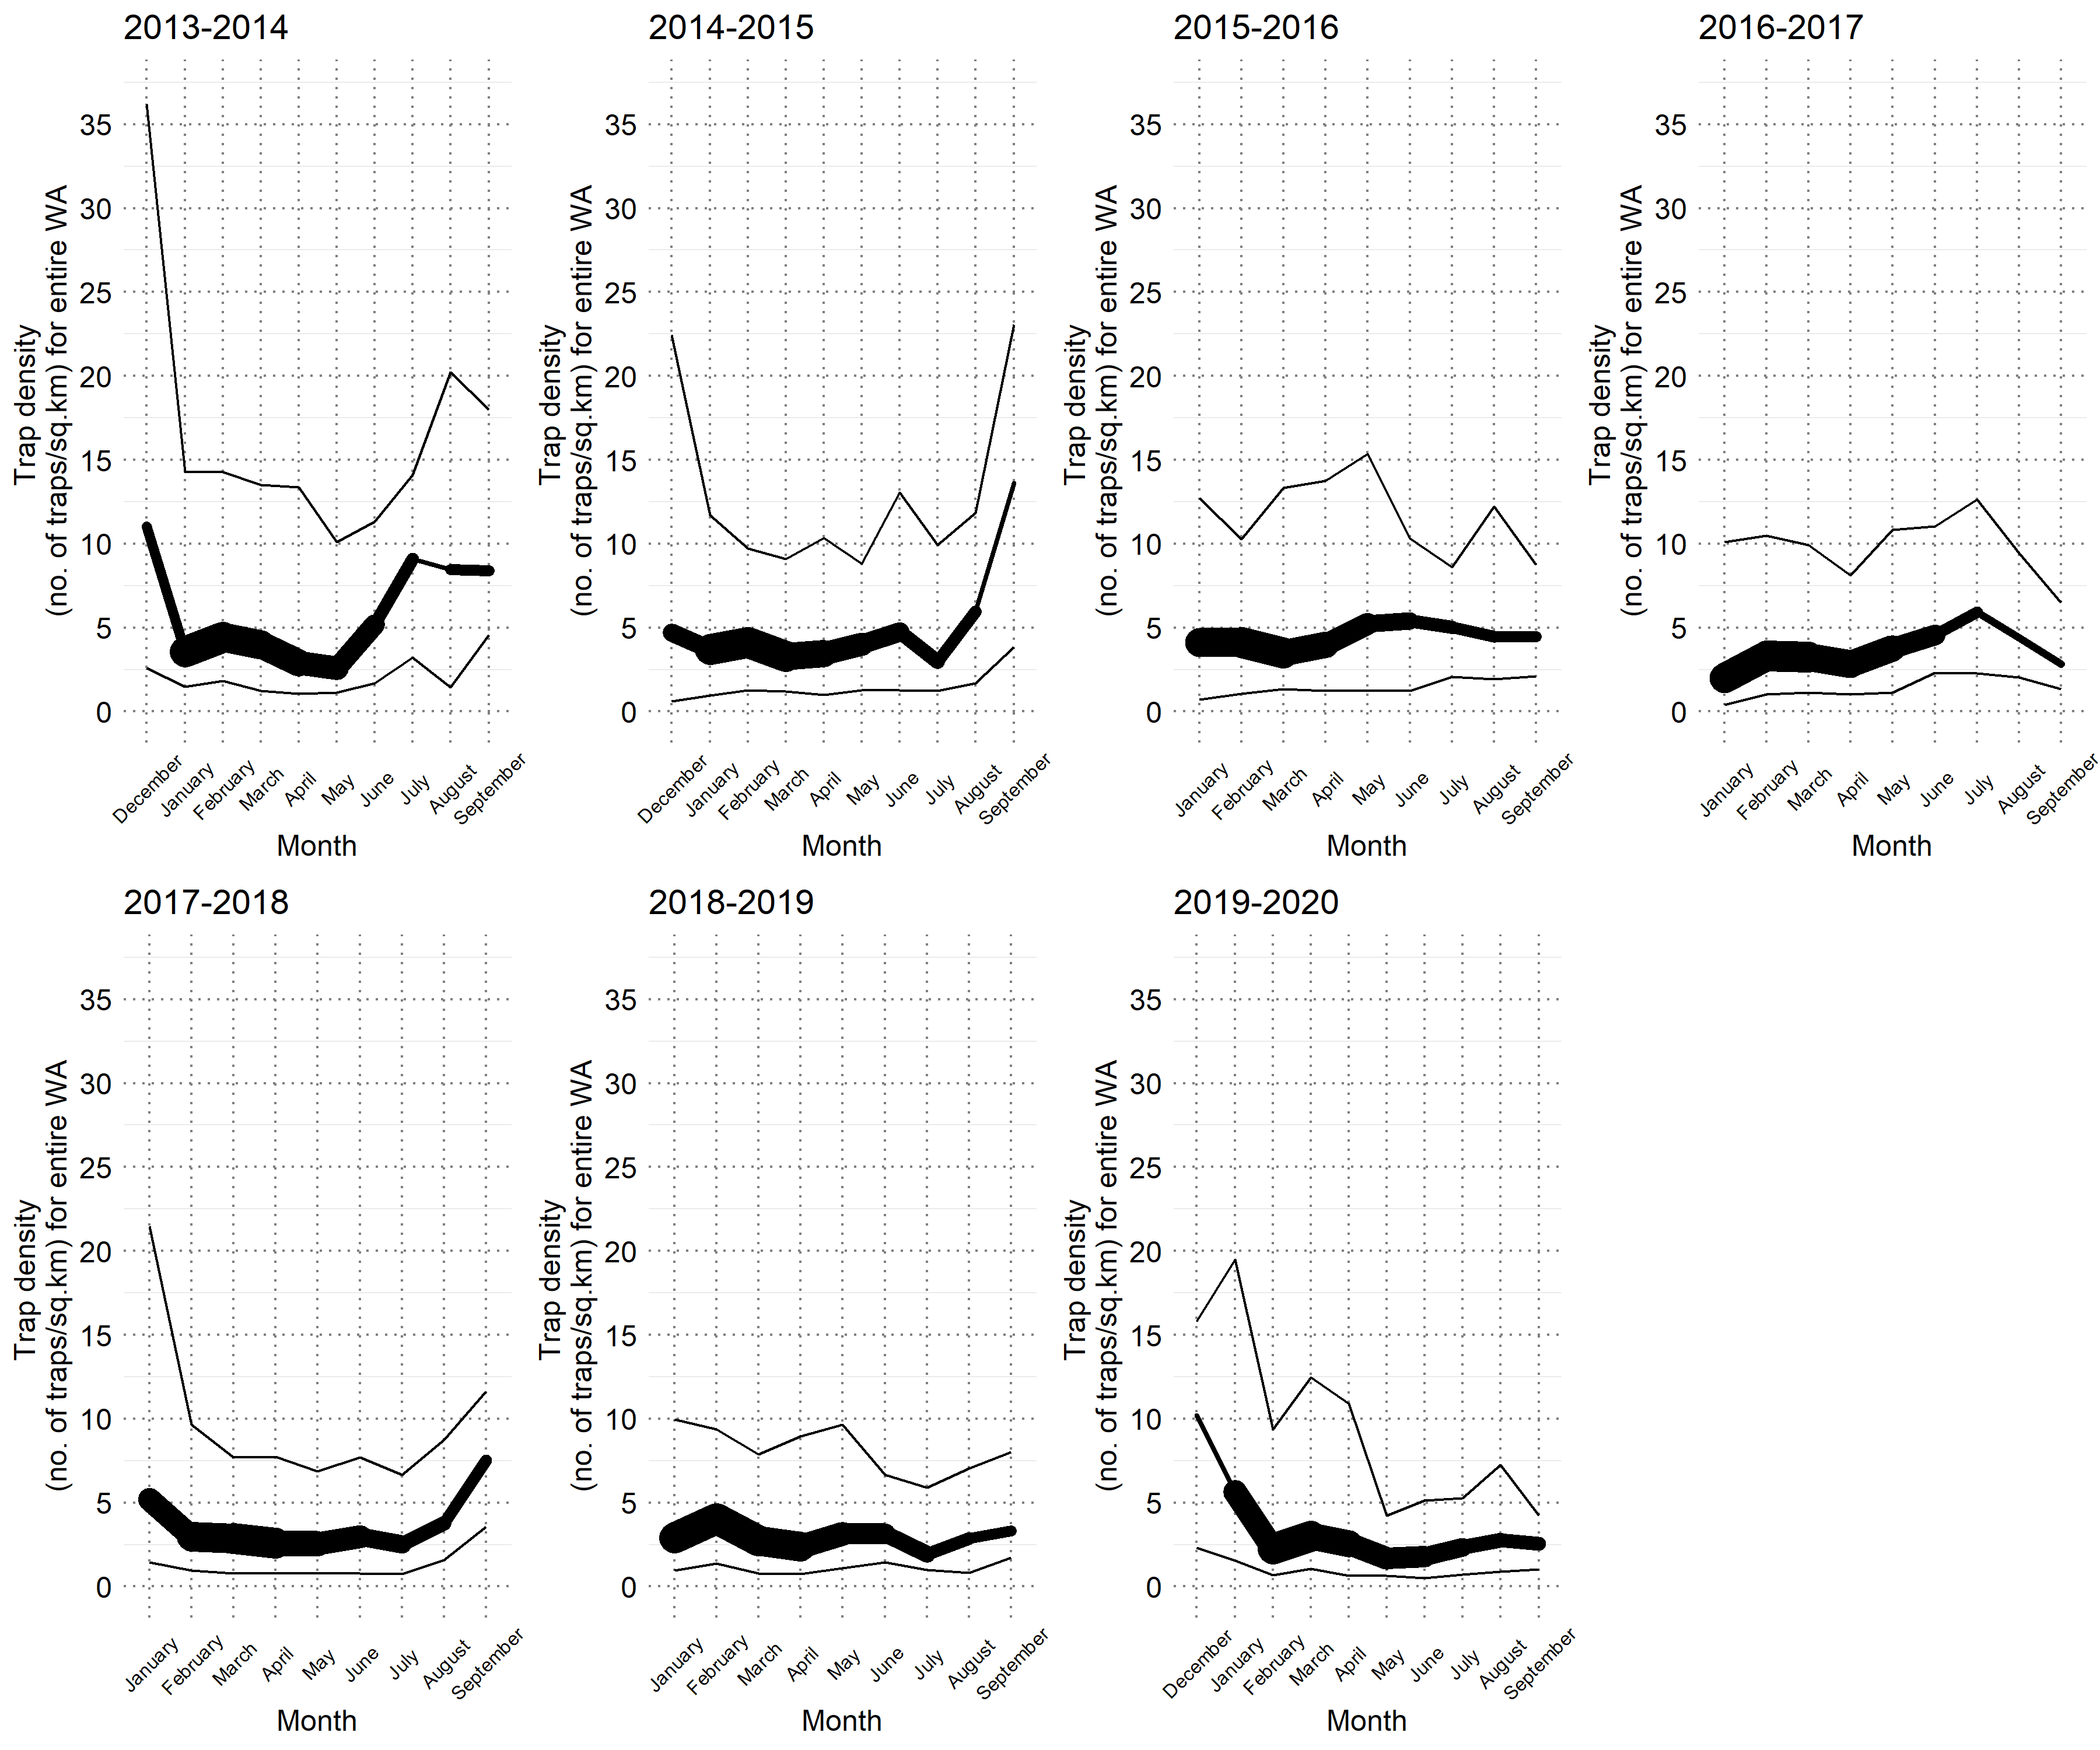 2013-2014
Trap density
(no. of traps/sq.km) for entire WA
35
30
25
20
15
10
5
0
December
January
February
March
April
May
June
July
August
September
Month
2014-2015
Trap density
(no. of traps/sq.km) for entire WA
35
30
25
20
15
10
5
0
December
January
February
March
April
May
June
July
August
September
Month
2015-2016
Trap density
(no. of traps/sq.km) for entire WA
35
30
25
20
15
10
5
0
January
February
March
April
May
June
July
August
September
Month
2016-2017
Trap density
(no. of traps/sq.km) for entire WA
35
30
25
20
15
10
5
0
January
February
March
April
May
June
July
August
September
Month
2017-2018
Trap density
(no. of traps/sq.km) for entire WA
35
30
25
20
15
10
5
0
January
February
March
April
May
June
July
August
September
Month
2018-2019
Trap density
(no. of traps/sq.km) for entire WA
35
30
25
20
15
10
5
0
January
February
March
April
May
June
July
August
September
Month
2019-2020
Trap density
(no. of traps/sq.km) for entire WA
35
30
25
20
15
10
5
0
December
January
February
March
April
May
June
July
August
September
Month